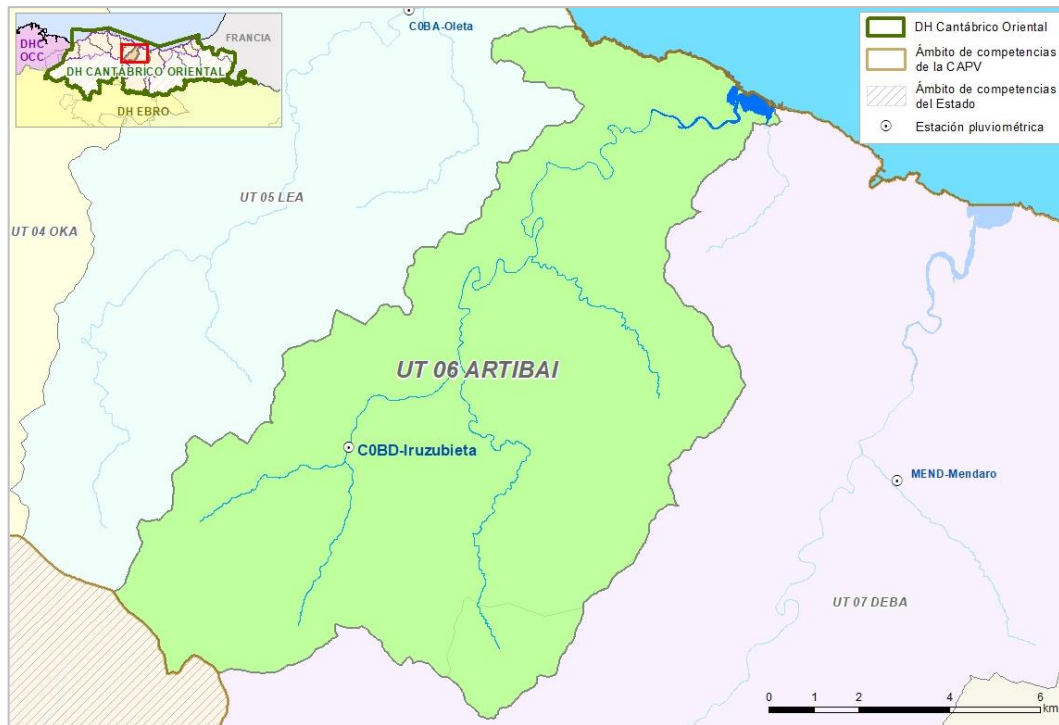 DHC
OCC
FRANCIA
DH CANTÁBRICO ORIENTAL
DH EBRO
C0BA-Oleta
DH Cantábrico Oriental
Ámbito de competencias
de la CAPV
Ámbito de competencias
del Estado
Estación pluviométrica
UT 05 LEA
UT 04 OKA
UT 06 ARTIBAI
C0BD-Iruzubieta
MEND-Mendaro
UT 07 DEBA
0 1 2 4 6
km